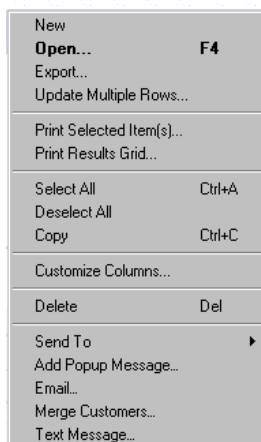 New
Open... F4
Export...
Update Multiple Rows...
Print Selected Item(s)...
Print Results Grid...
Select All Ctrl+A
Deselect All
Copy Ctrl+C
Customize Columns...
Delete Del
Send To
Add Popup Message...
Email...
Merge Customers...
Text Message...